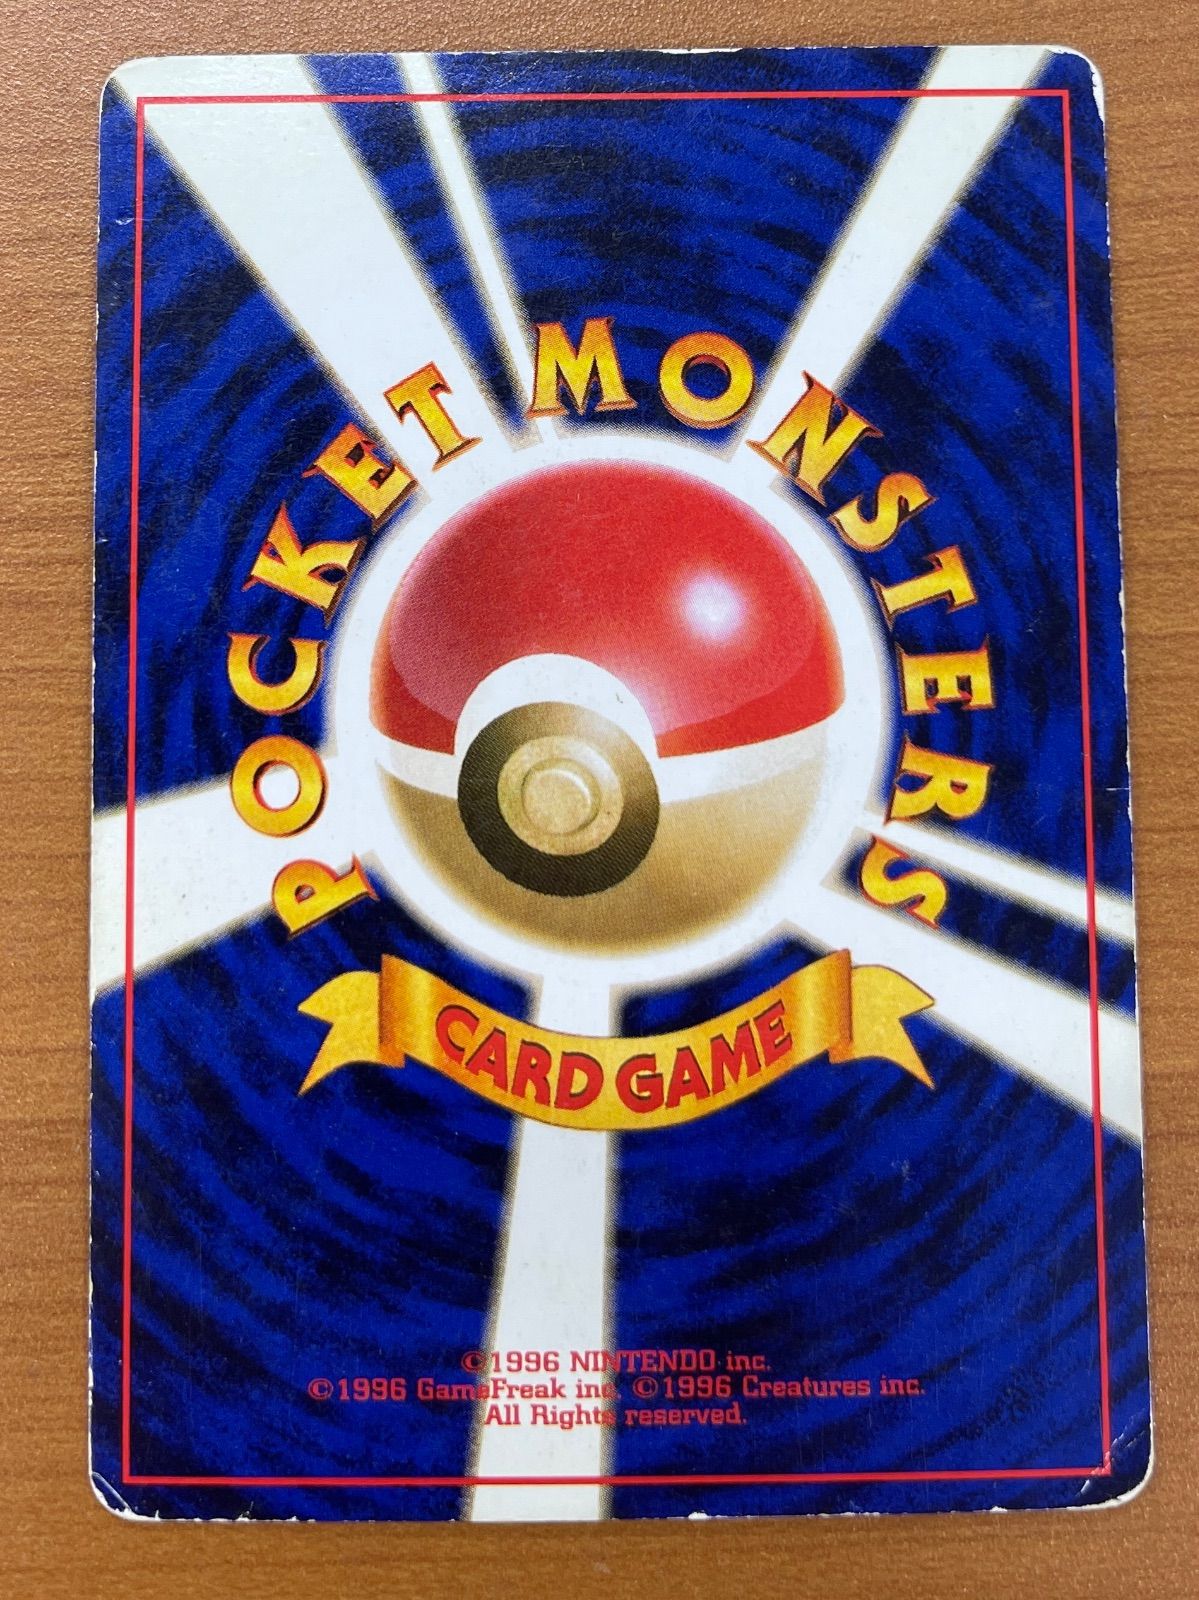 POCKET MONSTERS
CARD GAME
©1996 NINTENDO inc.
©1996 GameFreak inc. ©1996 Creatures inc.
All Rights reserved.